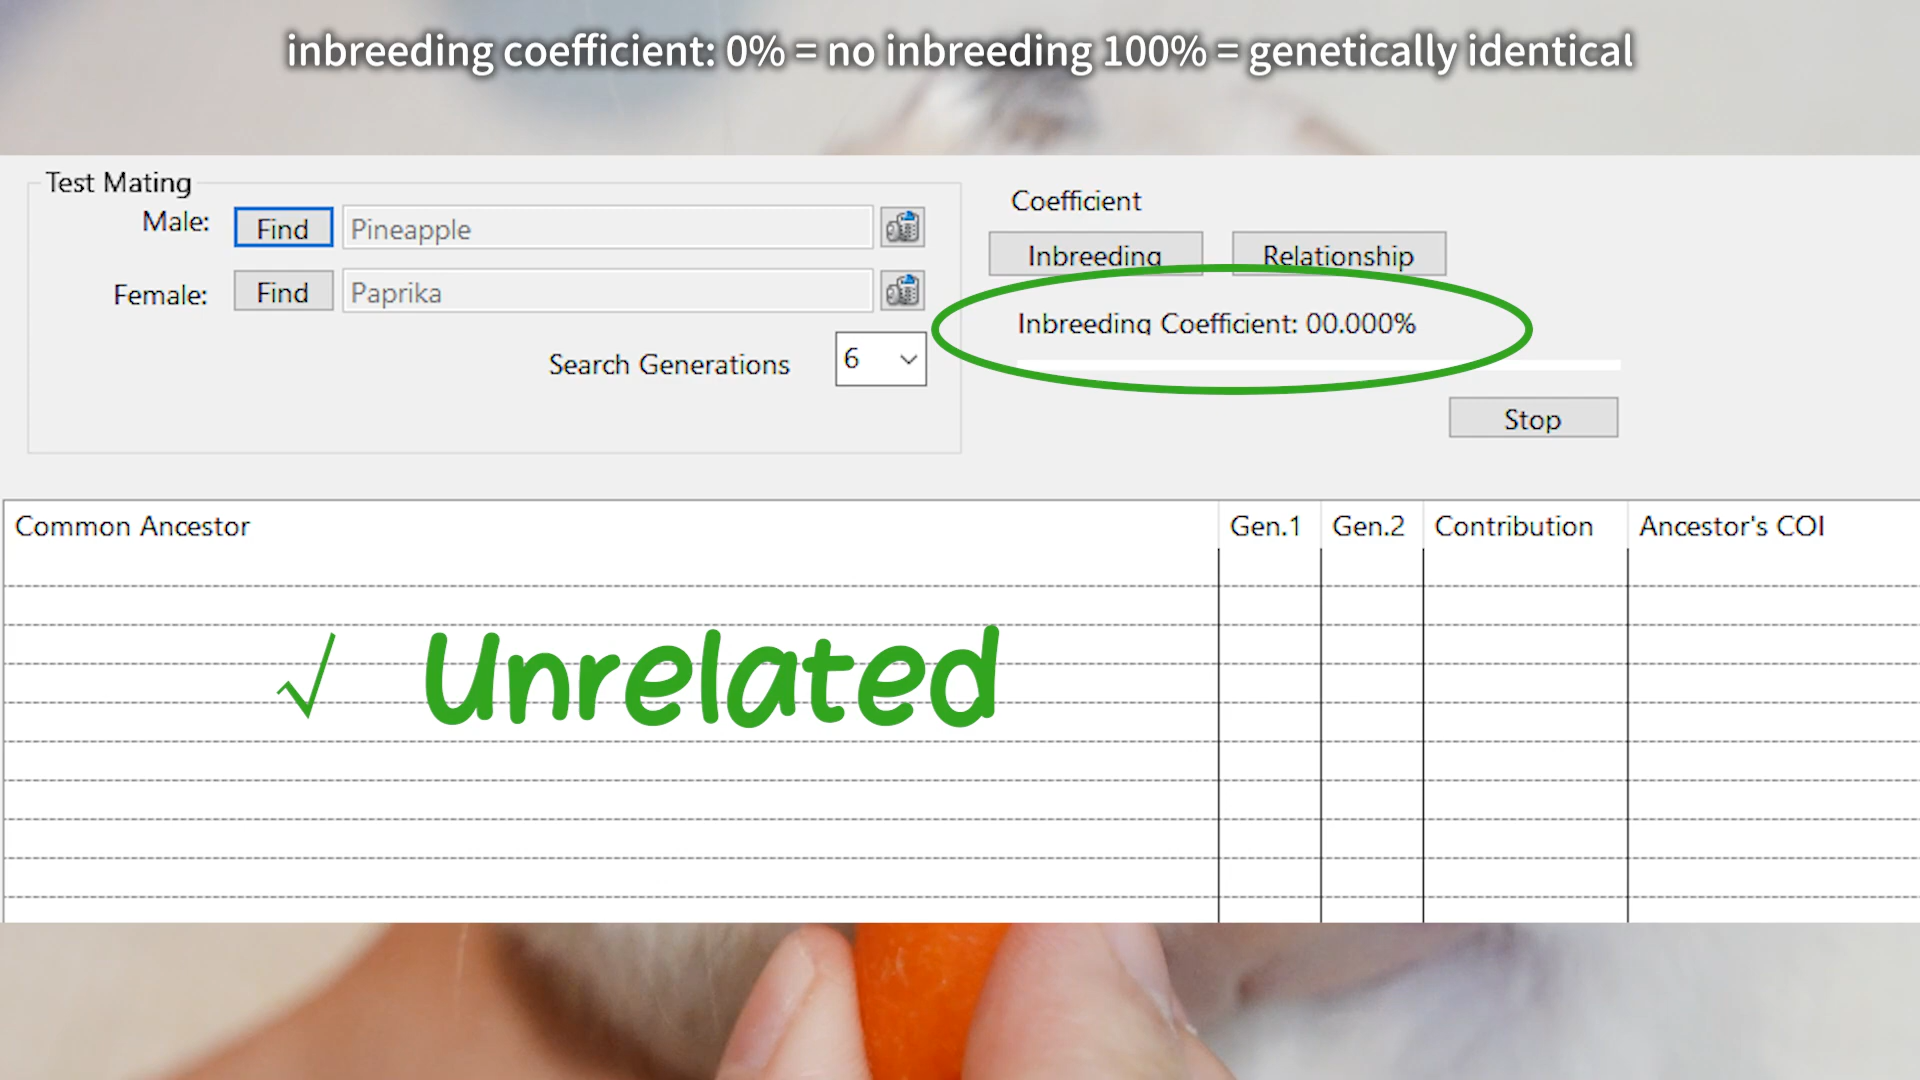 inbreeding coefficient: 0% = no inbreeding 100% = genetically identical
Test Mating
Male: Find Pineapple
Female: Find Paprika
Search Generations 6
Coefficient
Inbreeding Relationship
Inbreeding Coefficient: 00.000%
Stop
Common Ancestor Gen.1 Gen.2 Contribution Ancestor's COI
√ Unrelated